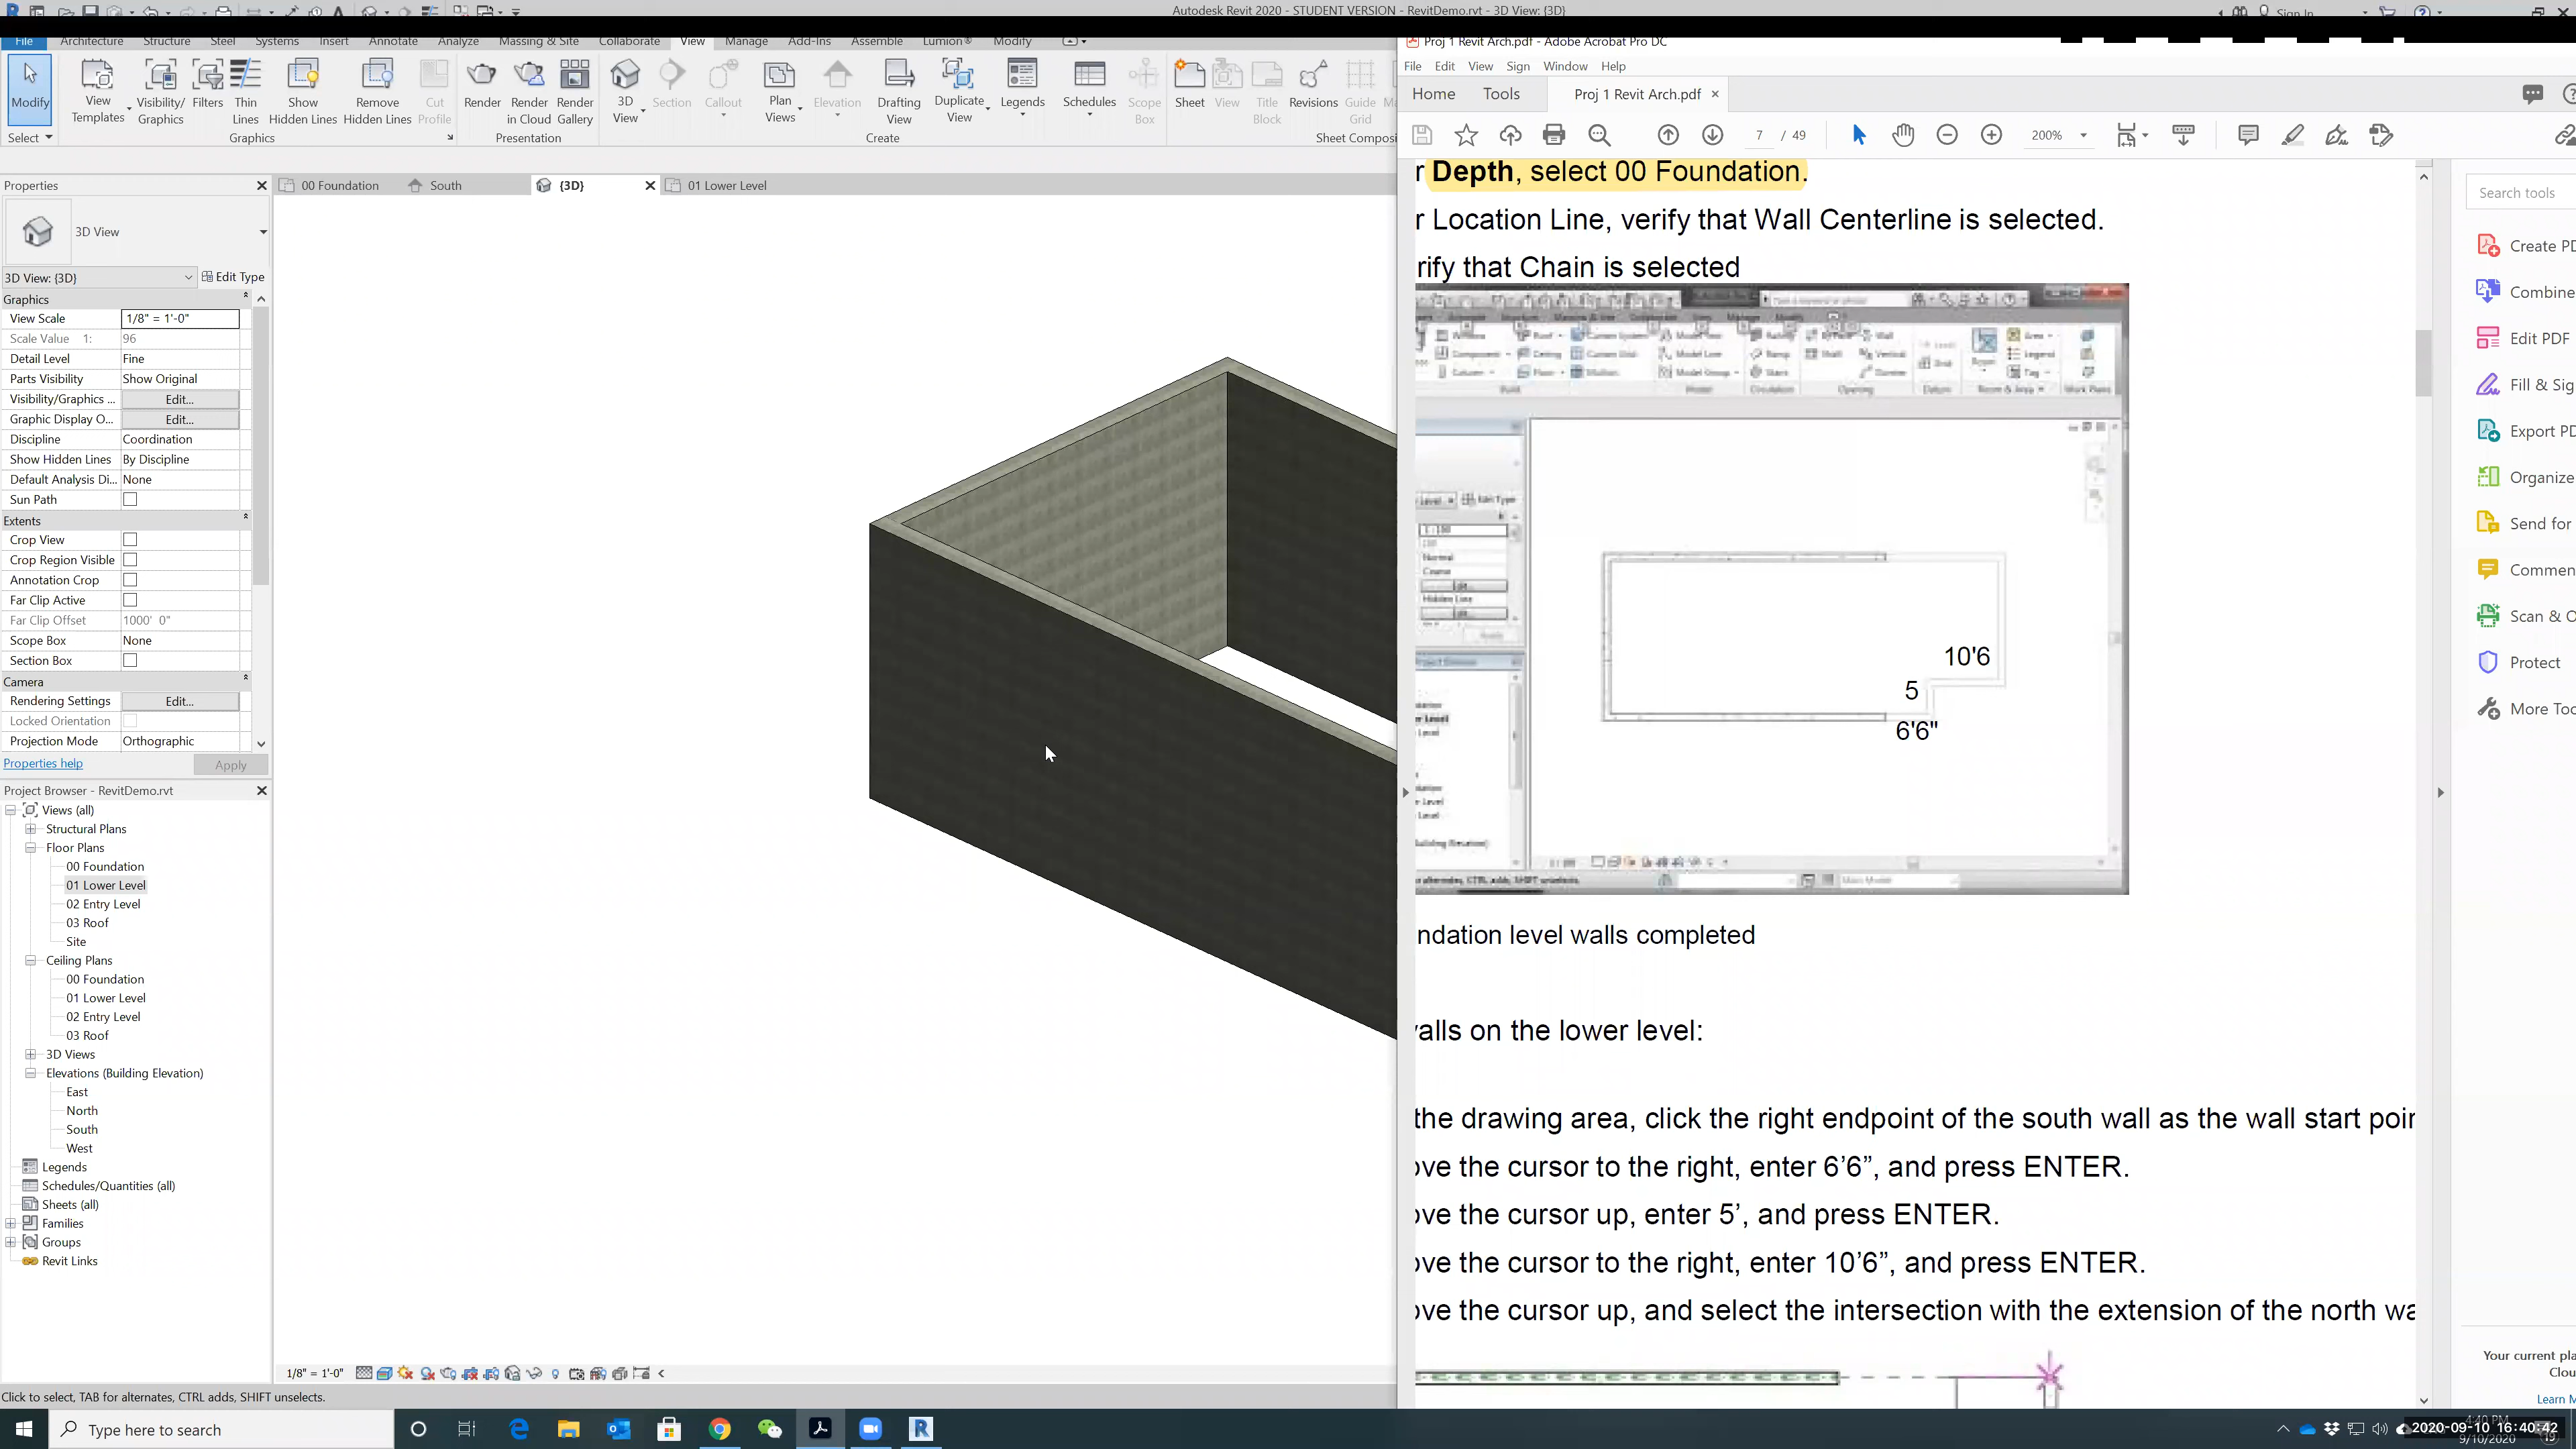 Autodesk Revit 2020 - STUDENT VERSION - RevitDemo.rvt - 3D View: {3D}
Sign In
File Architecture Structure Steel Systems Insert Annotate Analyze Massing & Site Collaborate View Manage Add-Ins Assemble Lumion® Modify
Modify
View Templates
Visibility/ Graphics
Filters
Thin Lines
Show Hidden Lines
Remove Hidden Lines
Cut Profile
Render
Render in Cloud
Render Gallery
3D View
Section
Callout
Plan Views
Elevation
Drafting View
Duplicate View
Legends
Schedules
Scope Box
Sheet
View
Title Block
Revisions
Guide Grid
Select
Graphics
Presentation
Create
Sheet Compos
Properties
00 Foundation
South
{3D}
01 Lower Level
3D View
3D View: {3D}
Edit Type
Graphics
View Scale 1/8" = 1'-0"
Scale Value 1: 96
Detail Level Fine
Parts Visibility Show Original
Visibility/Graphics ... Edit...
Graphic Display O... Edit...
Discipline Coordination
Show Hidden Lines By Discipline
Default Analysis Di... None
Sun Path
Extents
Crop View
Crop Region Visible
Annotation Crop
Far Clip Active
Far Clip Offset 1000' 0"
Scope Box None
Section Box
Camera
Rendering Settings Edit...
Locked Orientation
Projection Mode Orthographic
Properties help
Apply
Project Browser - RevitDemo.rvt
Views (all)
Structural Plans
Floor Plans
00 Foundation
01 Lower Level
02 Entry Level
03 Roof
Site
Ceiling Plans
00 Foundation
01 Lower Level
02 Entry Level
03 Roof
3D Views
Elevations (Building Elevation)
East
North
South
West
Legends
Schedules/Quantities (all)
Sheets (all)
Families
Groups
Revit Links
1/8" = 1'-0"
Click to select, TAB for alternates, CTRL adds, SHIFT unselects.
Proj 1 Revit Arch.pdf - Adobe Acrobat Pro DC
File Edit View Sign Window Help
Home Tools Proj 1 Revit Arch.pdf
7 / 49
200%
r Depth, select 00 Foundation.
r Location Line, verify that Wall Centerline is selected.
rify that Chain is selected
10'6
5
6'6"
ndation level walls completed
alls on the lower level:
the drawing area, click the right endpoint of the south wall as the wall start poin
ove the cursor to the right, enter 6’6”, and press ENTER.
ove the cursor up, enter 5’, and press ENTER.
ove the cursor to the right, enter 10’6”, and press ENTER.
ove the cursor up, and select the intersection with the extension of the north wa
Search tools
Create PD
Combine
Edit PDF
Fill & Sig
Export PD
Organize
Send for
Commen
Scan & O
Protect
More Too
Your current pla
Clou
Learn M
Type here to search
4:40 PM
2020-09-10 16:40:42
9/10/2020